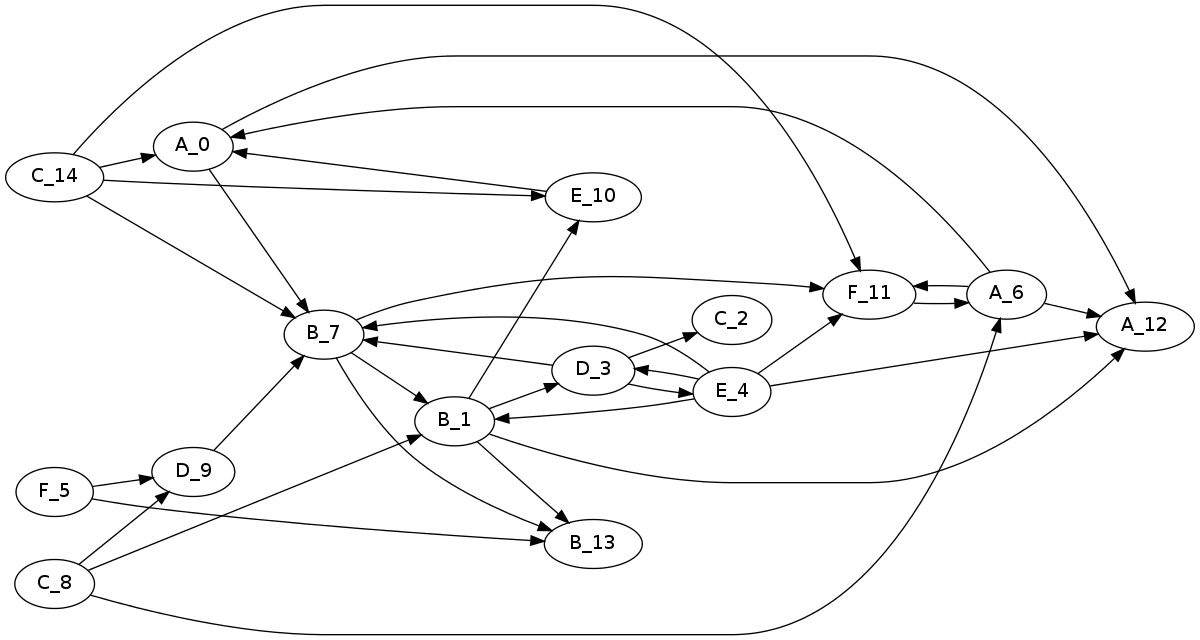 A_0
C_14
E_10
F_11
A_6
C_2
A_12
B_7
D_3
E_4
B_1
D_9
F_5
B_13
C_8